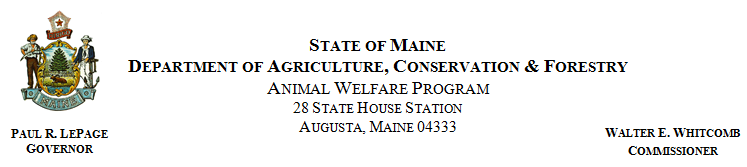 STATE OF MAINE
DEPARTMENT OF AGRICULTURE, CONSERVATION & FORESTRY
ANIMAL WELFARE PROGRAM
28 STATE HOUSE STATION
AUGUSTA, MAINE 04333
PAUL R. LEPAGE
GOVERNOR
WALTER E. WHITCOMB
COMMISSIONER